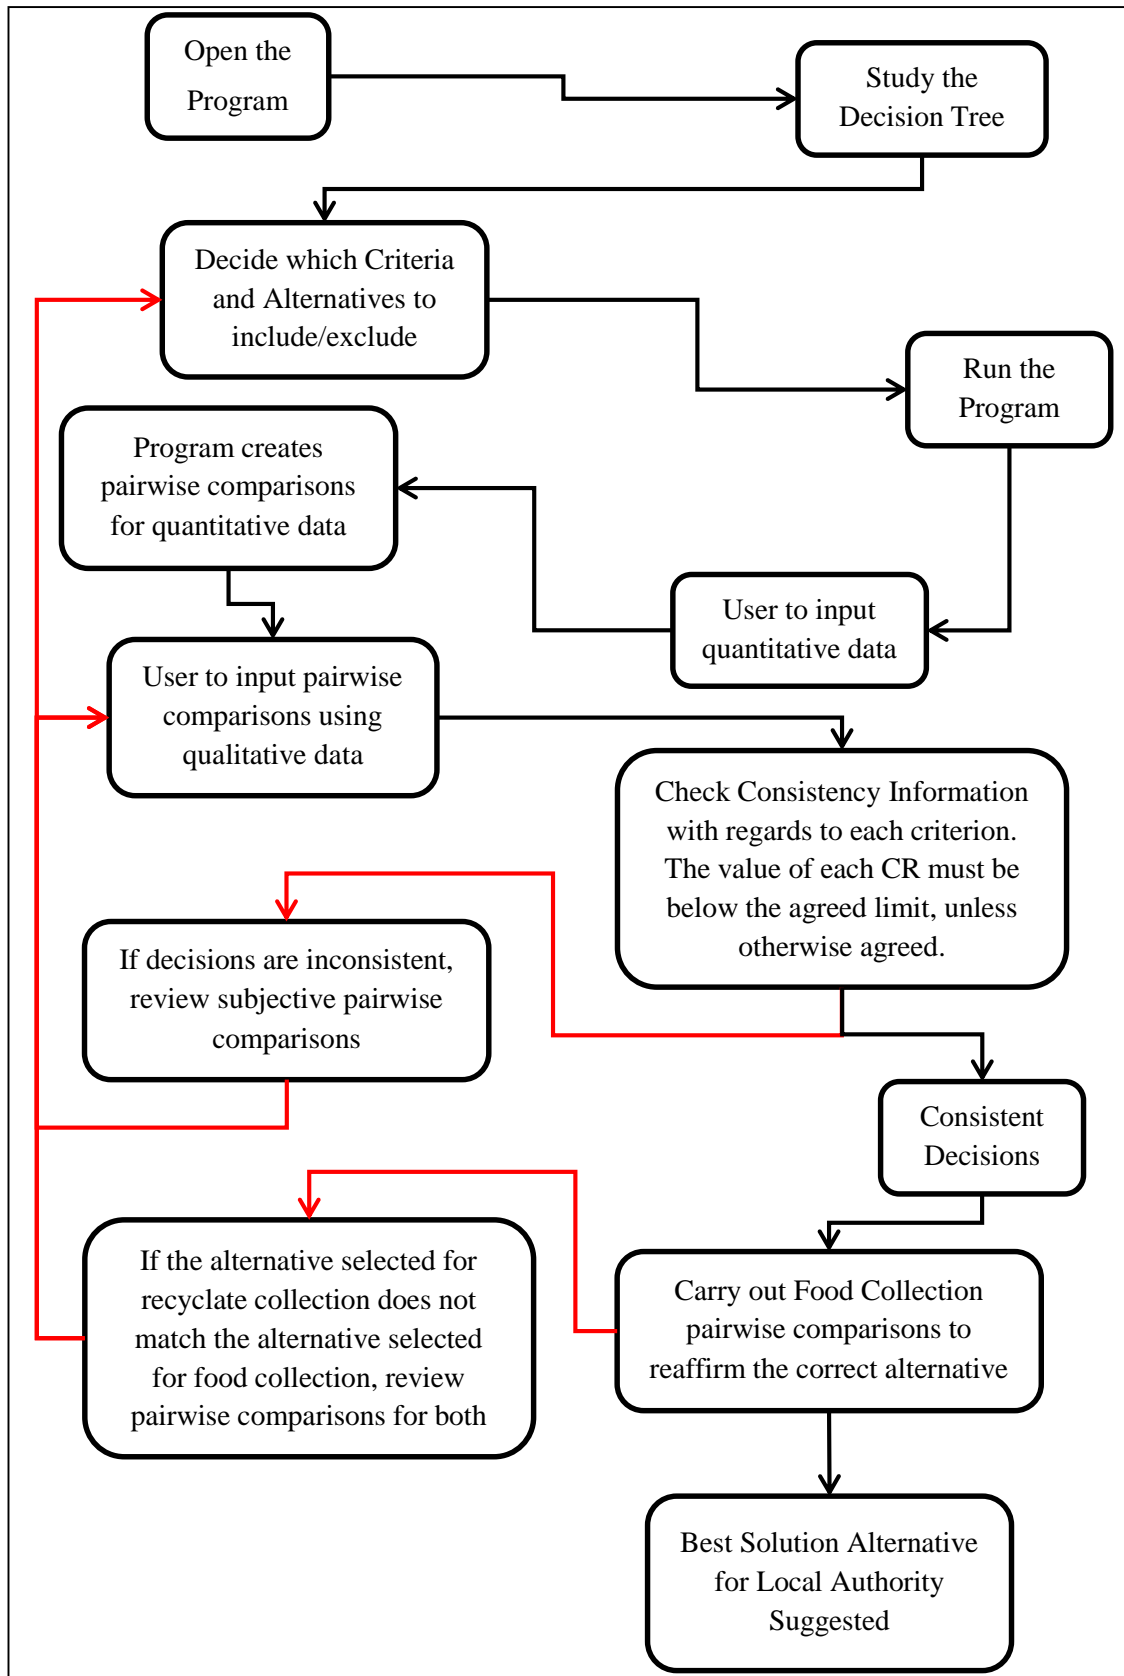 Open the
Program
Study the
Decision Tree
Decide which Criteria
and Alternatives to
include/exclude
Run the
Program
Program creates
pairwise comparisons
for quantitative data
User to input
quantitative data
User to input pairwise
comparisons using
qualitative data
Check Consistency Information
with regards to each criterion.
The value of each CR must be
below the agreed limit, unless
otherwise agreed.
If decisions are inconsistent,
review subjective pairwise
comparisons
Consistent
Decisions
If the alternative selected for
recyclate collection does not
match the alternative selected
for food collection, review
pairwise comparisons for both
Carry out Food Collection
pairwise comparisons to
reaffirm the correct alternative
Best Solution Alternative
for Local Authority
Suggested